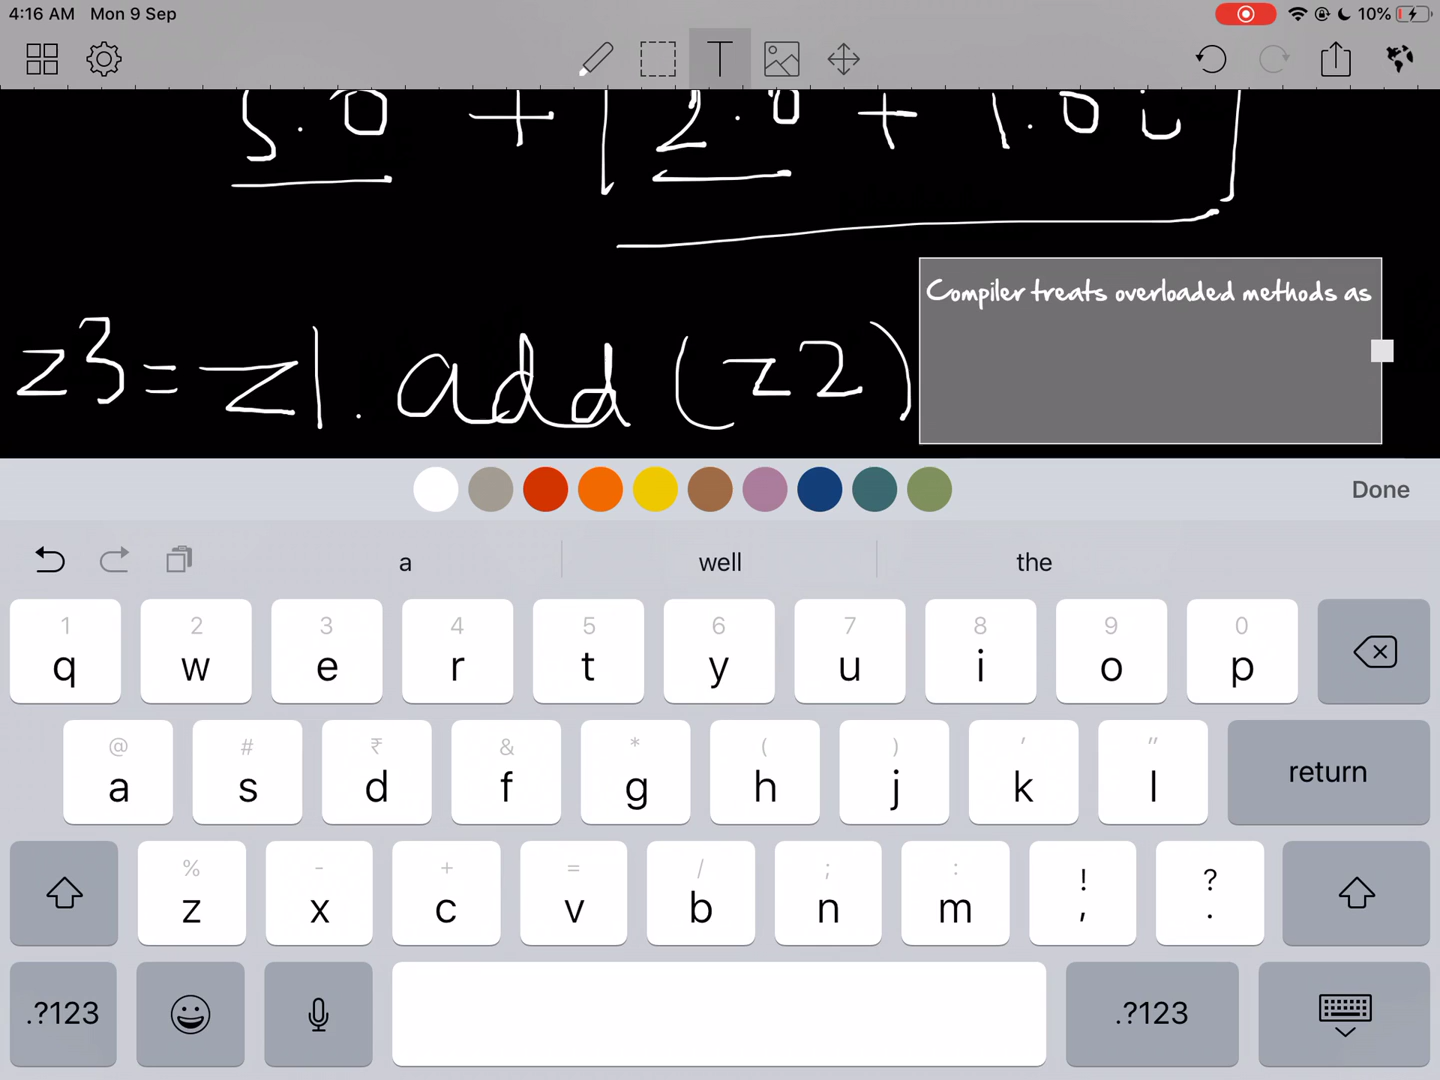 4:16 AM Mon 9 Sep 10%
T
5.0 + [2.0 + 1.0i]
Compiler treats overloaded methods as
z3 = z1.add(z2)
Done
a well the
1 2 3 4 5 6 7 8 9 0
q w e r t y u i o p
@ # ₹ & * ( ) ' "
a s d f g h j k l return
% - + = / ; : ! ?
z x c v b n m , .
.?123 .?123